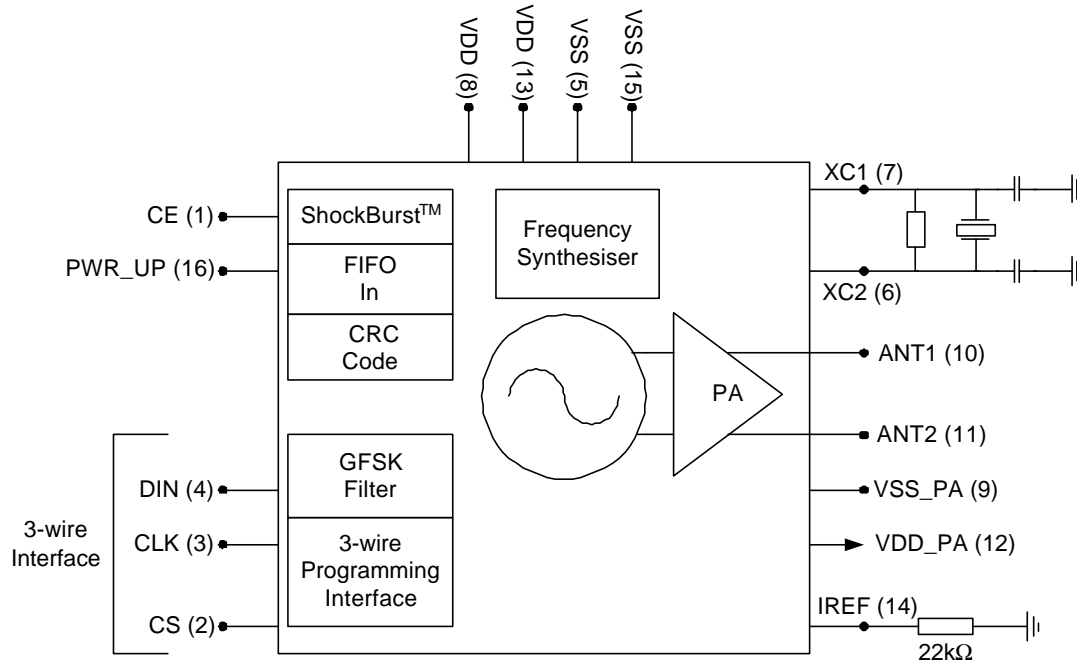 VDD (8)
VDD (13)
VSS (5)
VSS (15)
XC1 (7)
CE (1)
ShockBurst™
Frequency
Synthesiser
PWR_UP (16)
FIFO
In
XC2 (6)
CRC
Code
ANT1 (10)
PA
ANT2 (11)
GFSK
Filter
DIN (4)
VSS_PA (9)
3-wire
Interface
CLK (3)
3-wire
Programming
Interface
VDD_PA (12)
IREF (14)
CS (2)
22kΩ